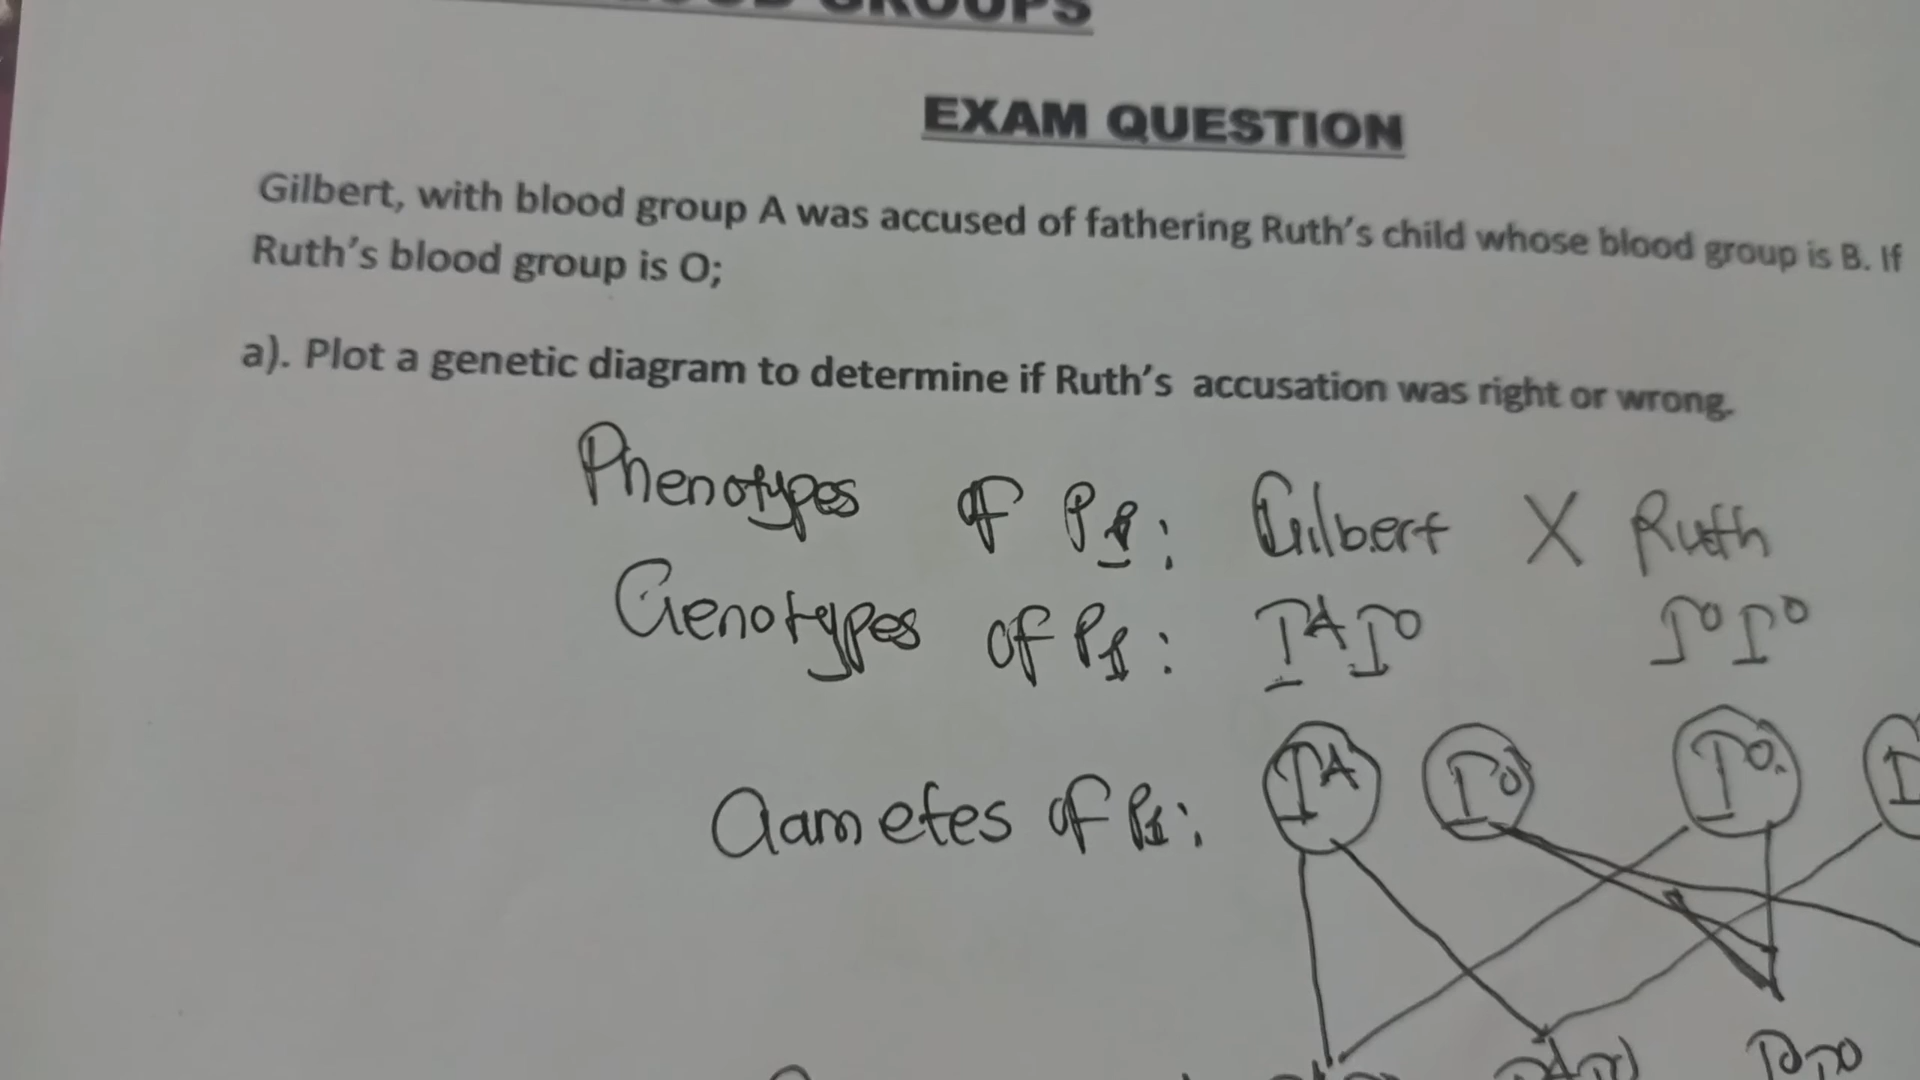 GROUPS
EXAM QUESTION
Gilbert, with blood group A was accused of fathering Ruth's child whose blood group is B. If
Ruth's blood group is O;
a). Plot a genetic diagram to determine if Ruth's accusation was right or wrong.
Phenotypes of P1: Gilbert X Ruth
Genotypes of P1: IᴬIᴼ IᴼIᴼ
Gametes of P1: Iᴬ Iᴼ Iᴼ I
IᴼIᴼ